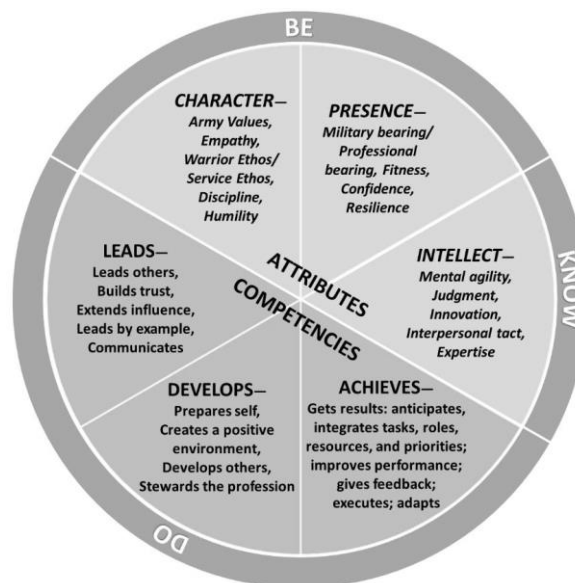 BE
CHARACTER—
Army Values,
Empathy,
Warrior Ethos/
Service Ethos,
Discipline,
Humility
PRESENCE—
Military bearing/
Professional
bearing, Fitness,
Confidence,
Resilience
KNOW
INTELLECT—
Mental agility,
Judgment,
Innovation,
Interpersonal tact,
Expertise
ATTRIBUTES
COMPETENCIES
LEADS—
Leads others,
Builds trust,
Extends influence,
Leads by example,
Communicates
DEVELOPS—
Prepares self,
Creates a positive
environment,
Develops others,
Stewards the profession
ACHIEVES—
Gets results: anticipates,
integrates tasks, roles,
resources, and priorities;
improves performance;
gives feedback;
executes; adapts
DO